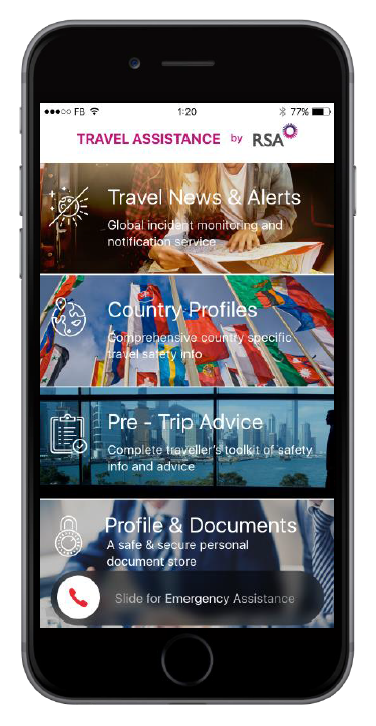 FB 1:20 77%
TRAVEL ASSISTANCE by RSA
Travel News & Alerts
Global incident monitoring and
notification service
Country Profiles
Comprehensive country specific
travel safety info
Pre - Trip Advice
Complete traveller's toolkit of safety
info and advice
Profile & Documents
A safe & secure personal
document store
Slide for Emergency Assistance